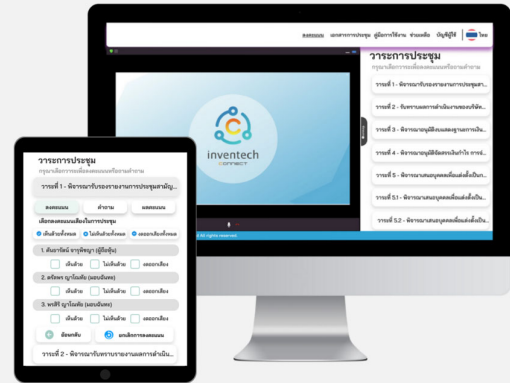 ลงคะแนน เอกสารการประชุม คู่มือการใช้งาน ช่วยเหลือ บัญชีผู้ใช้ ไทย
วาระการประชุม
กรุณาเลือกวาระเพื่อลงคะแนนหรือถามคำถาม
วาระที่ 1 - พิจารณารับรองรายงานการประชุมสา...
วาระที่ 2 - รับทราบผลการดำเนินงานของบริษัท...
วาระที่ 3 - พิจารณาอนุมัติงบแสดงฐานะการเงิน...
วาระที่ 4 - พิจารณาอนุมัติจัดสรรเงินกำไร การจ่...
วาระที่ 5 - พิจารณาเสนอบุคคลเพื่อแต่งตั้งเป็นก...
วาระที่ 5.1 - พิจารณาเสนอบุคคลเพื่อแต่งตั้งเป็น...
วาระที่ 5.2 - พิจารณาเสนอบุคคลเพื่อแต่งตั้งเป็น...
inventech
CONNECT
All rights reserved
วาระการประชุม
กรุณาเลือกวาระเพื่อลงคะแนนหรือถามคำถาม
วาระที่ 1 - พิจารณารับรองรายงานการประชุมสามัญ...
ลงคะแนน คำถาม ผลคะแนน
เลือกลงคะแนนเสียงในการประชุม
เห็นด้วยทั้งหมด ไม่เห็นด้วยทั้งหมด งดออกเสียงทั้งหมด
1. คันธารัตน์ จารุพิชญา (ผู้ถือหุ้น)
เห็นด้วย ไม่เห็นด้วย งดออกเสียง
2. ตรัสพร ญาโณทัย (มอบฉันทะ)
เห็นด้วย ไม่เห็นด้วย งดออกเสียง
3. พรสิริ ญาโณทัย (มอบฉันทะ)
เห็นด้วย ไม่เห็นด้วย งดออกเสียง
ย้อนกลับ ยกเลิกการลงคะแนน
วาระที่ 2 - พิจารณารับทราบรายงานผลการดำเนิน...